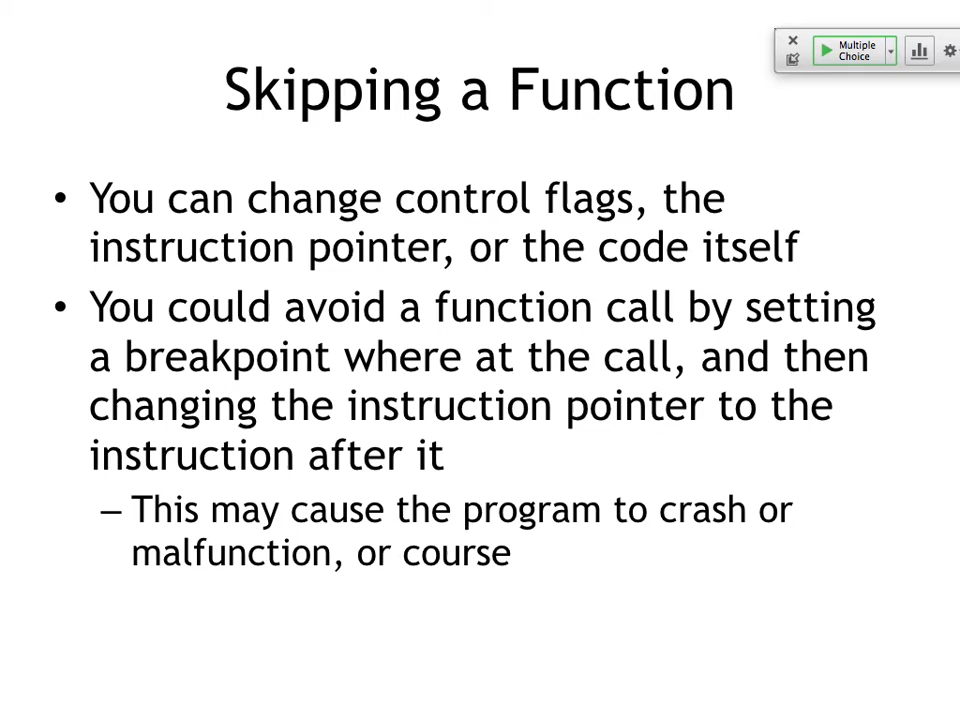 Multiple
Choice
Skipping a Function
• You can change control flags, the
instruction pointer, or the code itself
• You could avoid a function call by setting
a breakpoint where at the call, and then
changing the instruction pointer to the
instruction after it
– This may cause the program to crash or
malfunction, or course